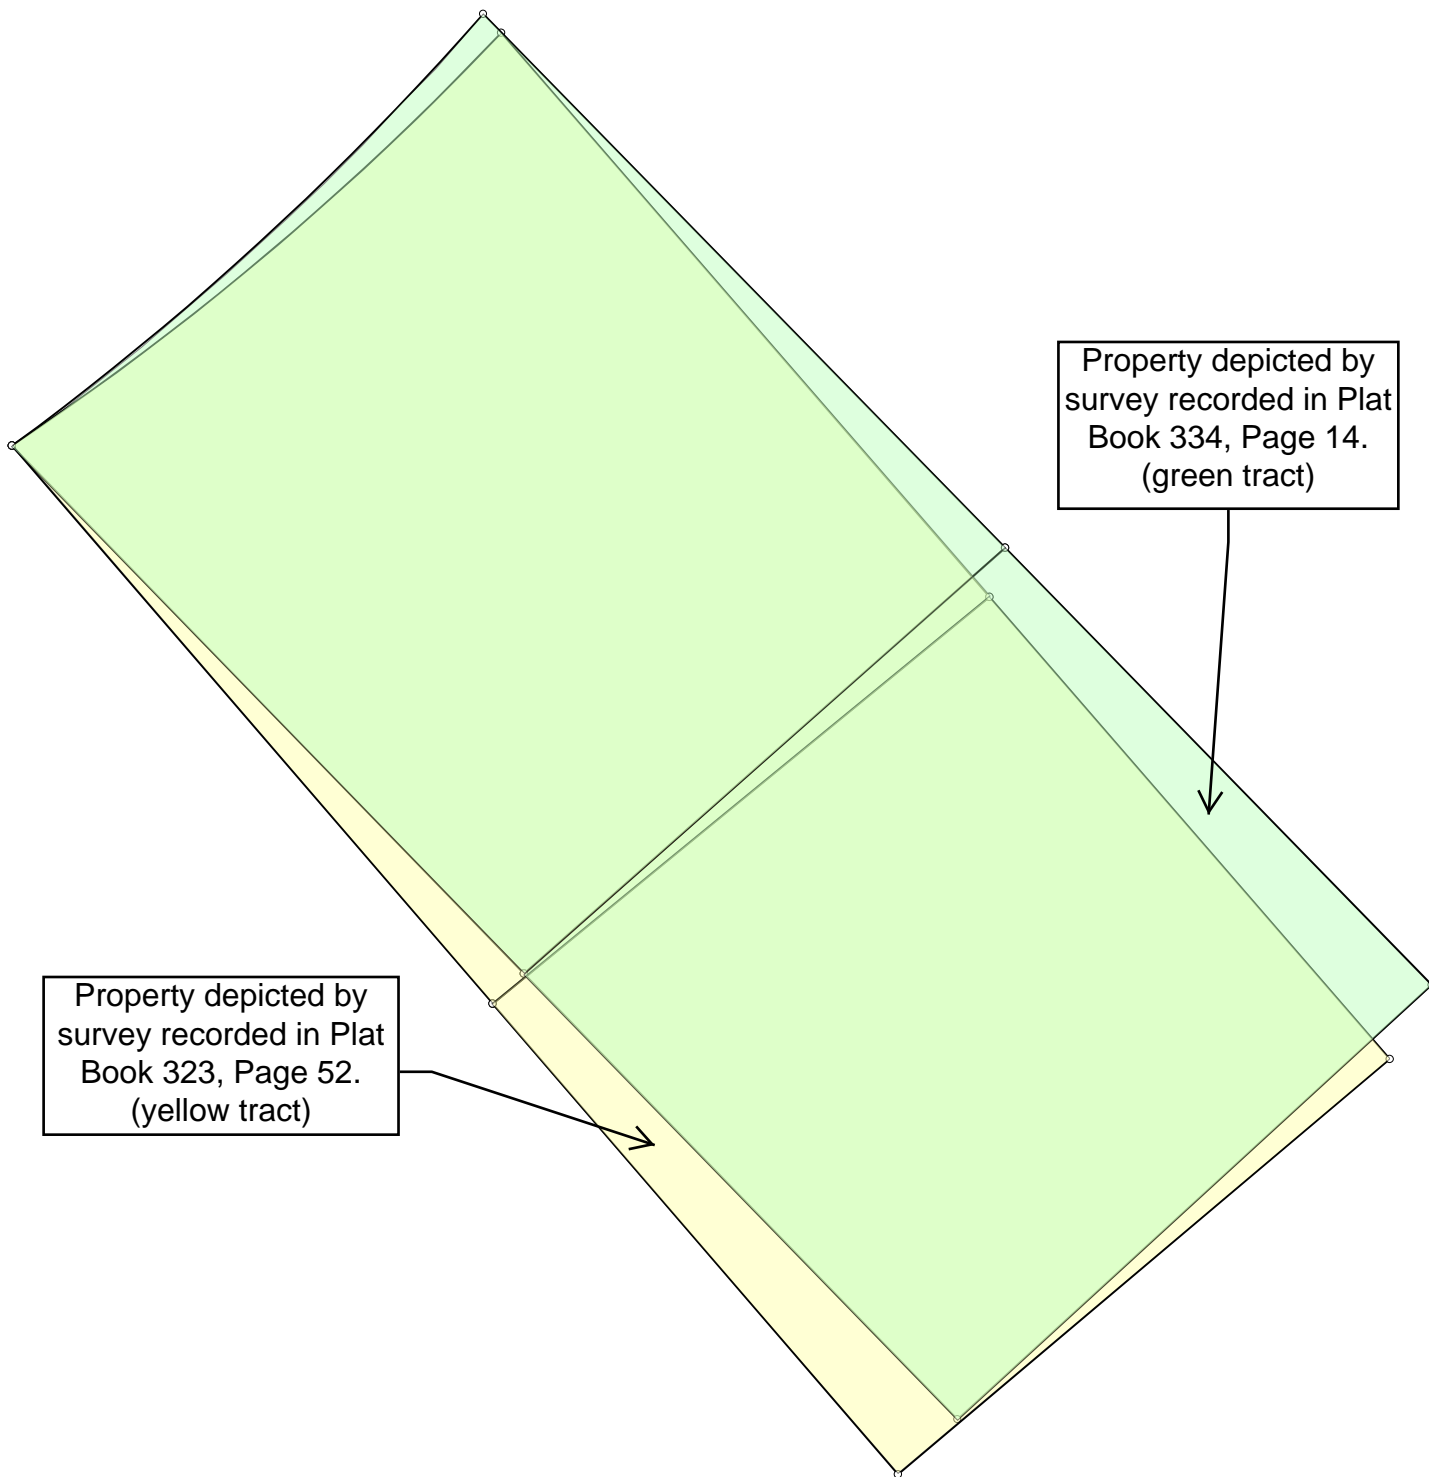 Property depicted by
survey recorded in Plat
Book 334, Page 14.
(green tract)
Property depicted by
survey recorded in Plat
Book 323, Page 52.
(yellow tract)